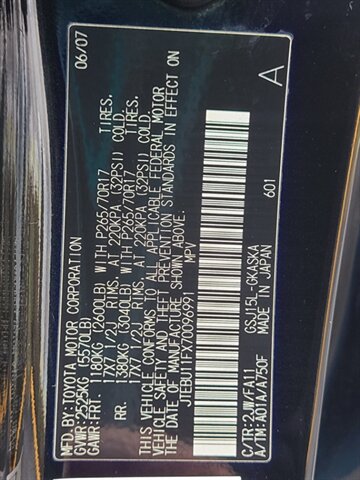 MFD. BY: TOYOTA MOTOR CORPORATION 06/07
GVWR: 2525KG (5570LB)
GAWR: FRT. 1180KG (2600LB) WITH P265/70R17 TIRES.
17X7 1/2J RIMS, AT 220KPA (32PSI) COLD.
RR. 1380KG (3040LB) WITH P265/70R17 TIRES.
17X7 1/2J RIMS, AT 220KPA (32PSI) COLD.
THIS VEHICLE CONFORMS TO ALL APPLICABLE FEDERAL MOTOR
VEHICLE SAFETY AND THEFT PREVENTION STANDARDS IN EFFECT ON
THE DATE OF MANUFACTURE SHOWN ABOVE.
JTEBU11FX70096991 MPV A
C/TR: 2JW/FA11 GSJ15L-GKASKA
A/TM: A01A/A750F MADE IN JAPAN 601